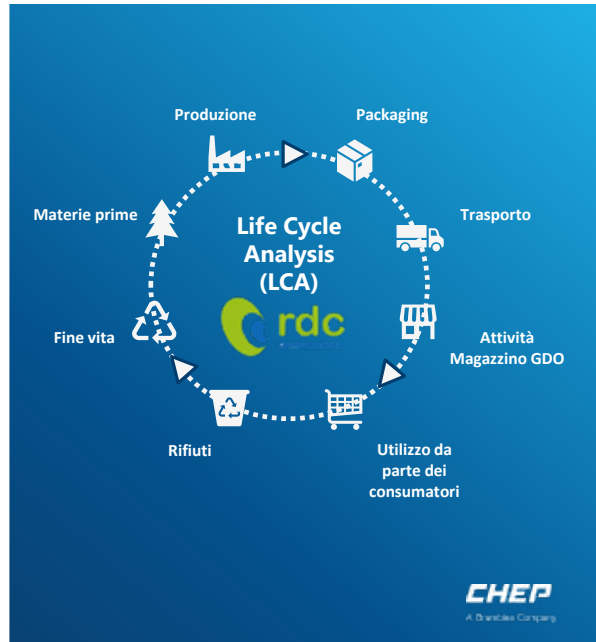 Produzione
Packaging
Materie prime
Trasporto
Life Cycle
Analysis
(LCA)
rdc
Fine vita
Attività
Magazzino GDO
Rifiuti
Utilizzo da
parte dei
consumatori
CHEP
A Brambles Company